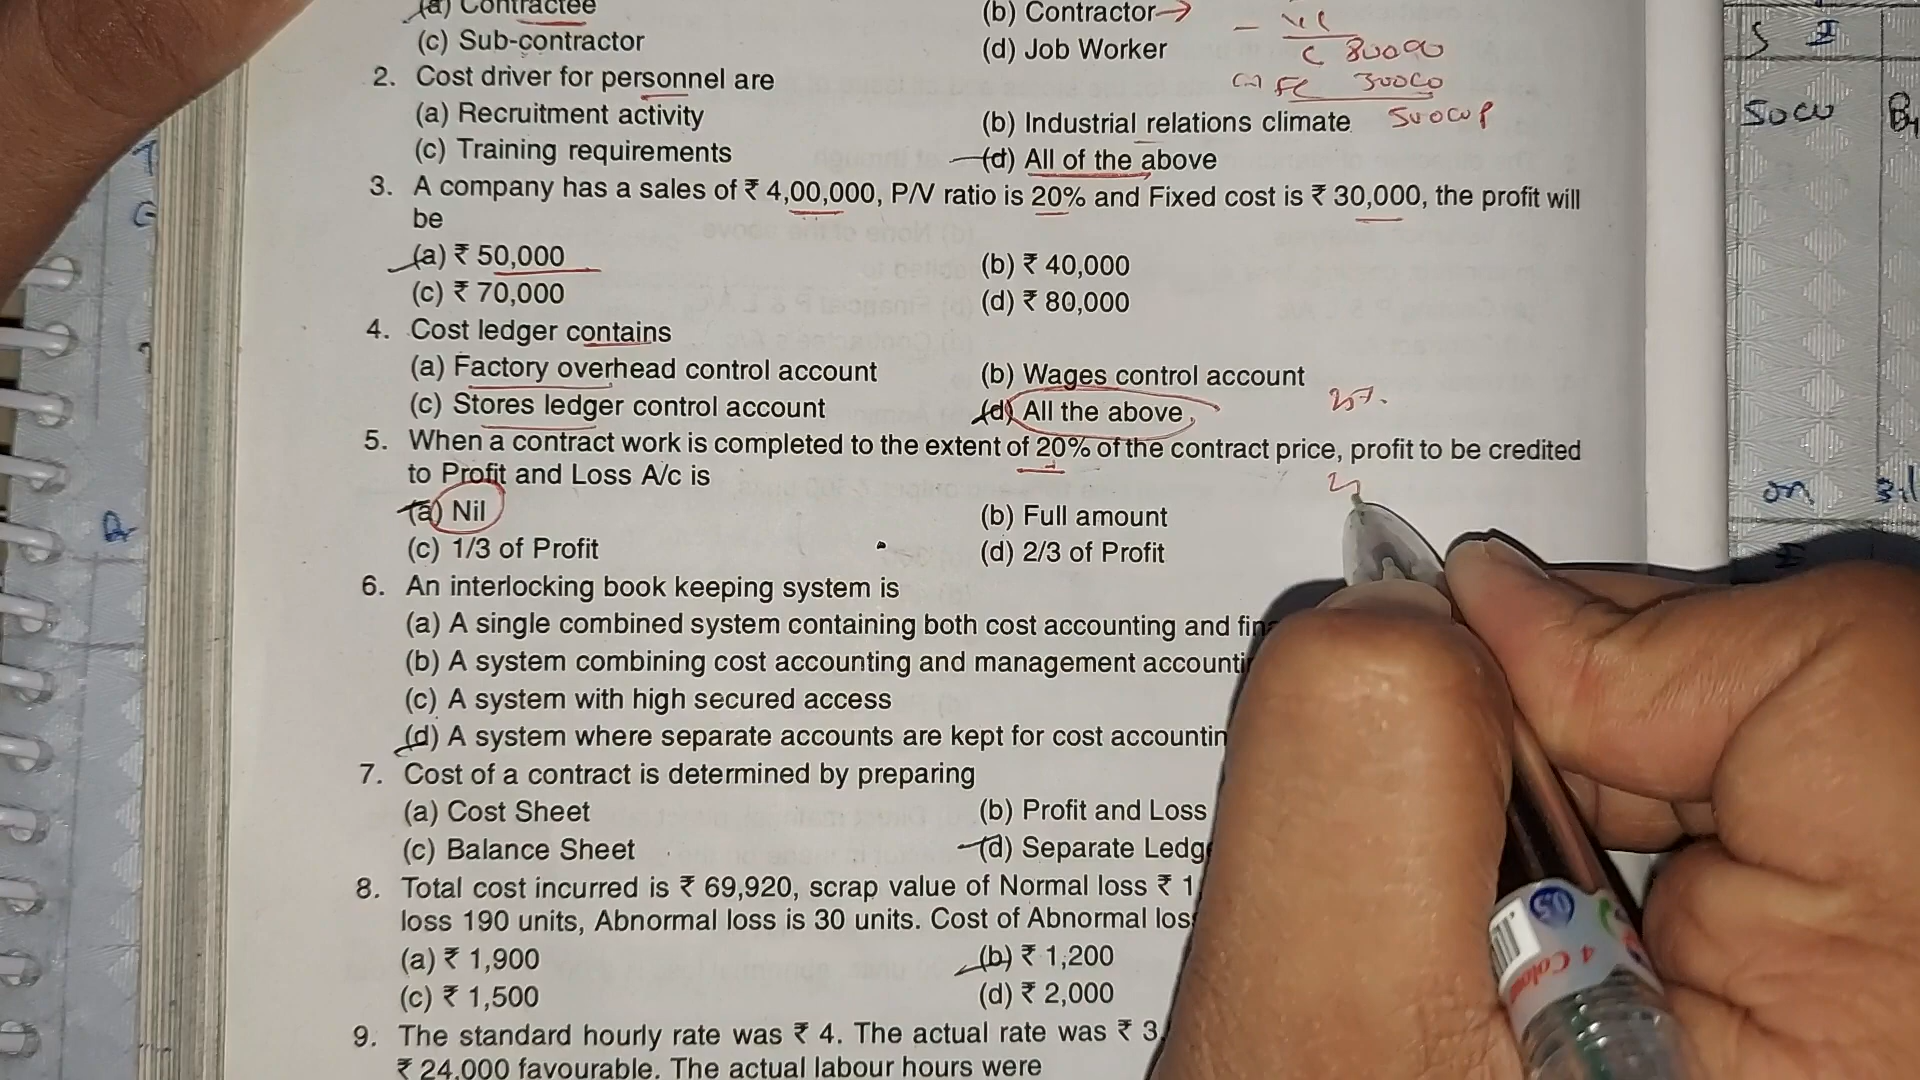 (a) Contractee (b) Contractor
(c) Sub-contractor (d) Job Worker
C 80000
FC 30000
2. Cost driver for personnel are
(a) Recruitment activity (b) Industrial relations climate
(c) Training requirements (d) All of the above
3. A company has a sales of ₹ 4,00,000, P/V ratio is 20% and Fixed cost is ₹ 30,000, the profit will
be
(a) ₹ 50,000 (b) ₹ 40,000
(c) ₹ 70,000 (d) ₹ 80,000
4. Cost ledger contains
(a) Factory overhead control account (b) Wages control account
(c) Stores ledger control account (d) All the above
25%
5. When a contract work is completed to the extent of 20% of the contract price, profit to be credited
to Profit and Loss A/c is
(a) Nil (b) Full amount
(c) 1/3 of Profit (d) 2/3 of Profit
6. An interlocking book keeping system is
(a) A single combined system containing both cost accounting and
(b) A system combining cost accounting and management
(c) A system with high secured access
(d) A system where separate accounts are kept for cost
7. Cost of a contract is determined by preparing
(a) Cost Sheet (b) Profit and Loss
(c) Balance Sheet (d) Separate
8. Total cost incurred is ₹ 69,920, scrap value of Normal loss ₹ 1
loss 190 units, Abnormal loss is 30 units. Cost of Abnormal
(a) ₹ 1,900 (b) ₹ 1,200
(c) ₹ 1,500 (d) ₹ 2,000
9. The standard hourly rate was ₹ 4. The actual rate was ₹ 3.
₹ 24,000 favourable. The actual labour hours were